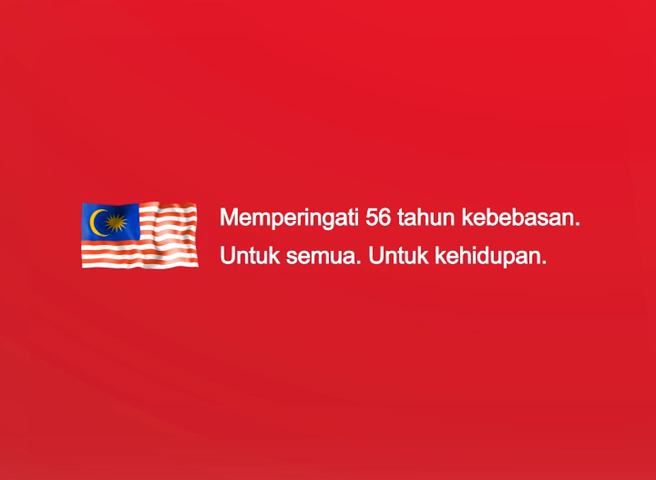 Memperingati 56 tahun kebebasan.
Untuk semua. Untuk kehidupan.